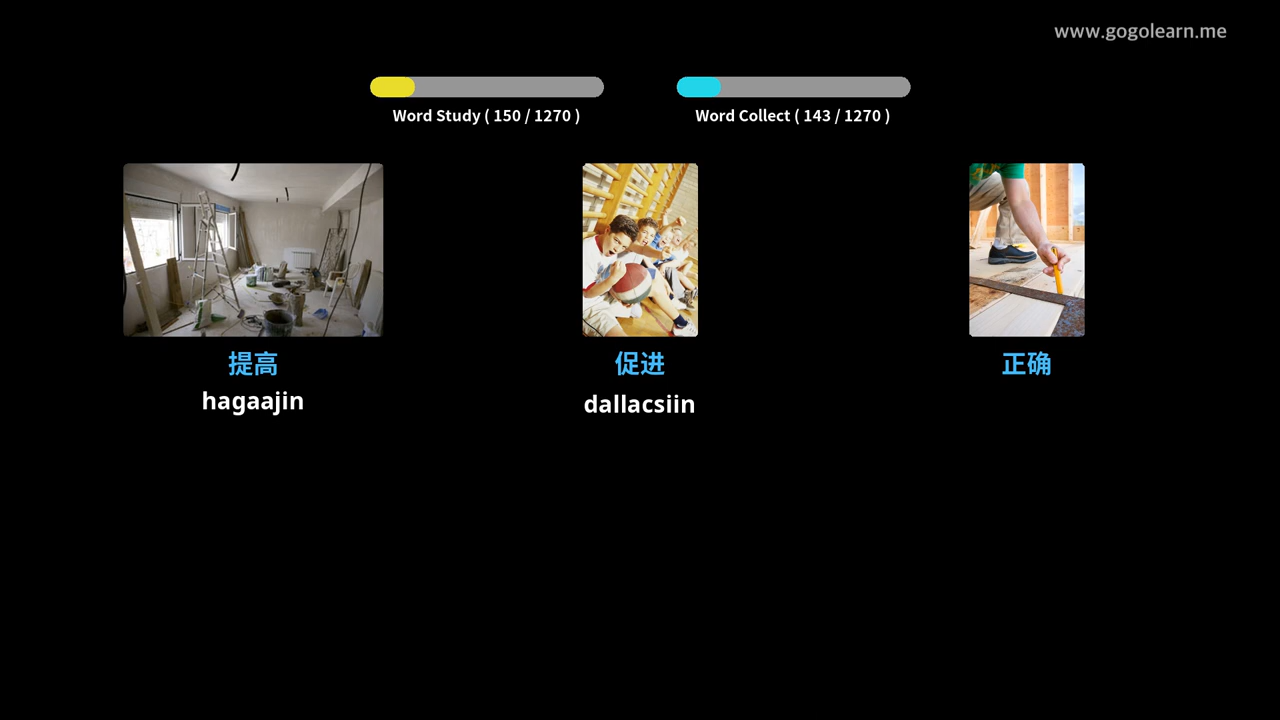 www.gogolearn.me
Word Study ( 150 / 1270 )
Word Collect ( 143 / 1270 )
提高
促进
正确
hagaajin
dallacsiin